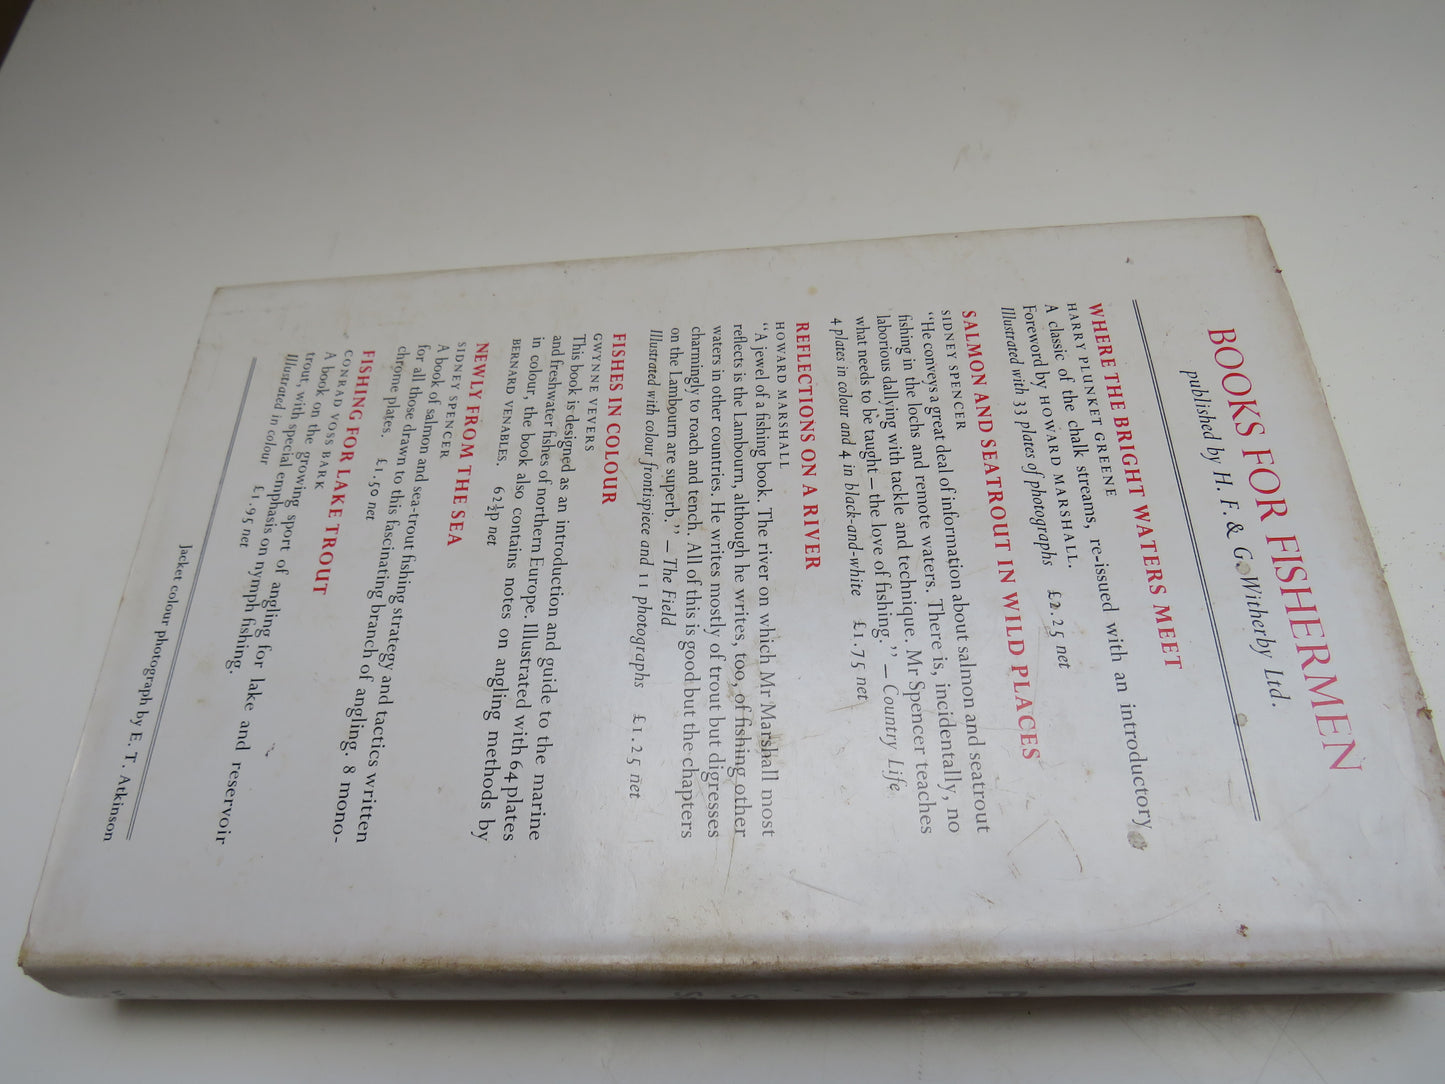 BOOKS FOR FISHERMEN
published by H. F. & G. Witherby Ltd.
WHERE THE BRIGHT WATERS MEET
HARRY PLUNKET GREENE
A classic of the chalk streams, re-issued with an introductory
Foreword by HOWARD MARSHALL.
Illustrated with 33 plates of photographs £2.25 net
SALMON AND SEATROUT IN WILD PLACES
SIDNEY SPENCER
"He conveys a great deal of information about salmon and seatrout
fishing in the lochs and remote waters. There is, incidentally, no
laborious dallying with tackle and technique. Mr Spencer teaches
what needs to be taught – the love of fishing." – Country Life
4 plates in colour and 4 in black-and-white £1.75 net
REFLECTIONS ON A RIVER
HOWARD MARSHALL
"A jewel of a fishing book. The river on which Mr Marshall most
reflects is the Lambourn, although he writes, too, of fishing other
waters in other countries. He writes mostly of trout but digresses
charmingly to roach and tench. All of this is good but the chapters
on the Lambourn are superb." – The Field
Illustrated with colour frontispiece and 11 photographs £1.25 net
FISHES IN COLOUR
GWYNNE VEVERS
This book is designed as an introduction and guide to the marine
and freshwater fishes of northern Europe. Illustrated with 64 plates
in colour, the book also contains notes on angling methods by
BERNARD VENABLES. 62½p net
NEWLY FROM THE SEA
SIDNEY SPENCER
A book of salmon and sea-trout fishing strategy and tactics written
for all those drawn to this fascinating branch of angling. 8 mono-
chrome plates. £1.50 net
FISHING FOR LAKE TROUT
CONRAD VOSS BARK
A book on the growing sport of angling for lake and reservoir
trout, with special emphasis on nymph fishing.
Illustrated in colour £1.95 net
Jacket colour photograph by E. T. Atkinson